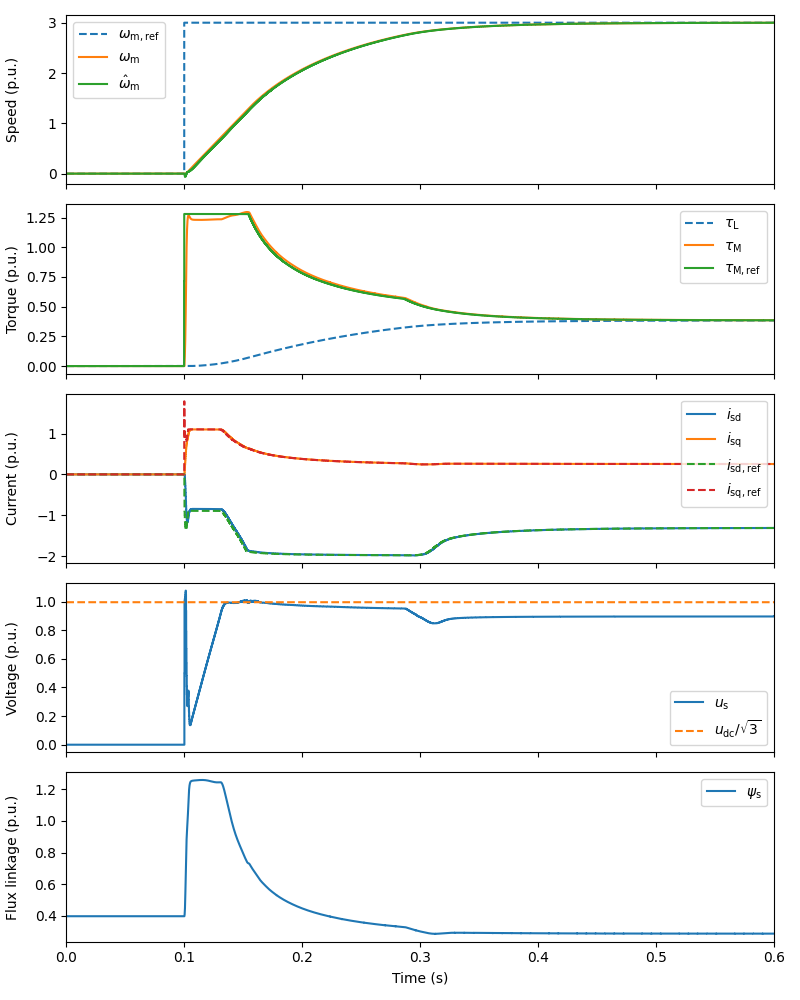 Speed (p.u.)
3
2
1
0
ω_m,ref
ω_m
ω̂_m
Torque (p.u.)
1.25
1.00
0.75
0.50
0.25
0.00
τ_L
τ_M
τ_M,ref
Current (p.u.)
1
0
−1
−2
i_sd
i_sq
i_sd,ref
i_sq,ref
Voltage (p.u.)
1.0
0.8
0.6
0.4
0.2
0.0
u_s
u_dc/√3
Flux linkage (p.u.)
1.2
1.0
0.8
0.6
0.4
ψ_s
0.0 0.1 0.2 0.3 0.4 0.5 0.6
Time (s)